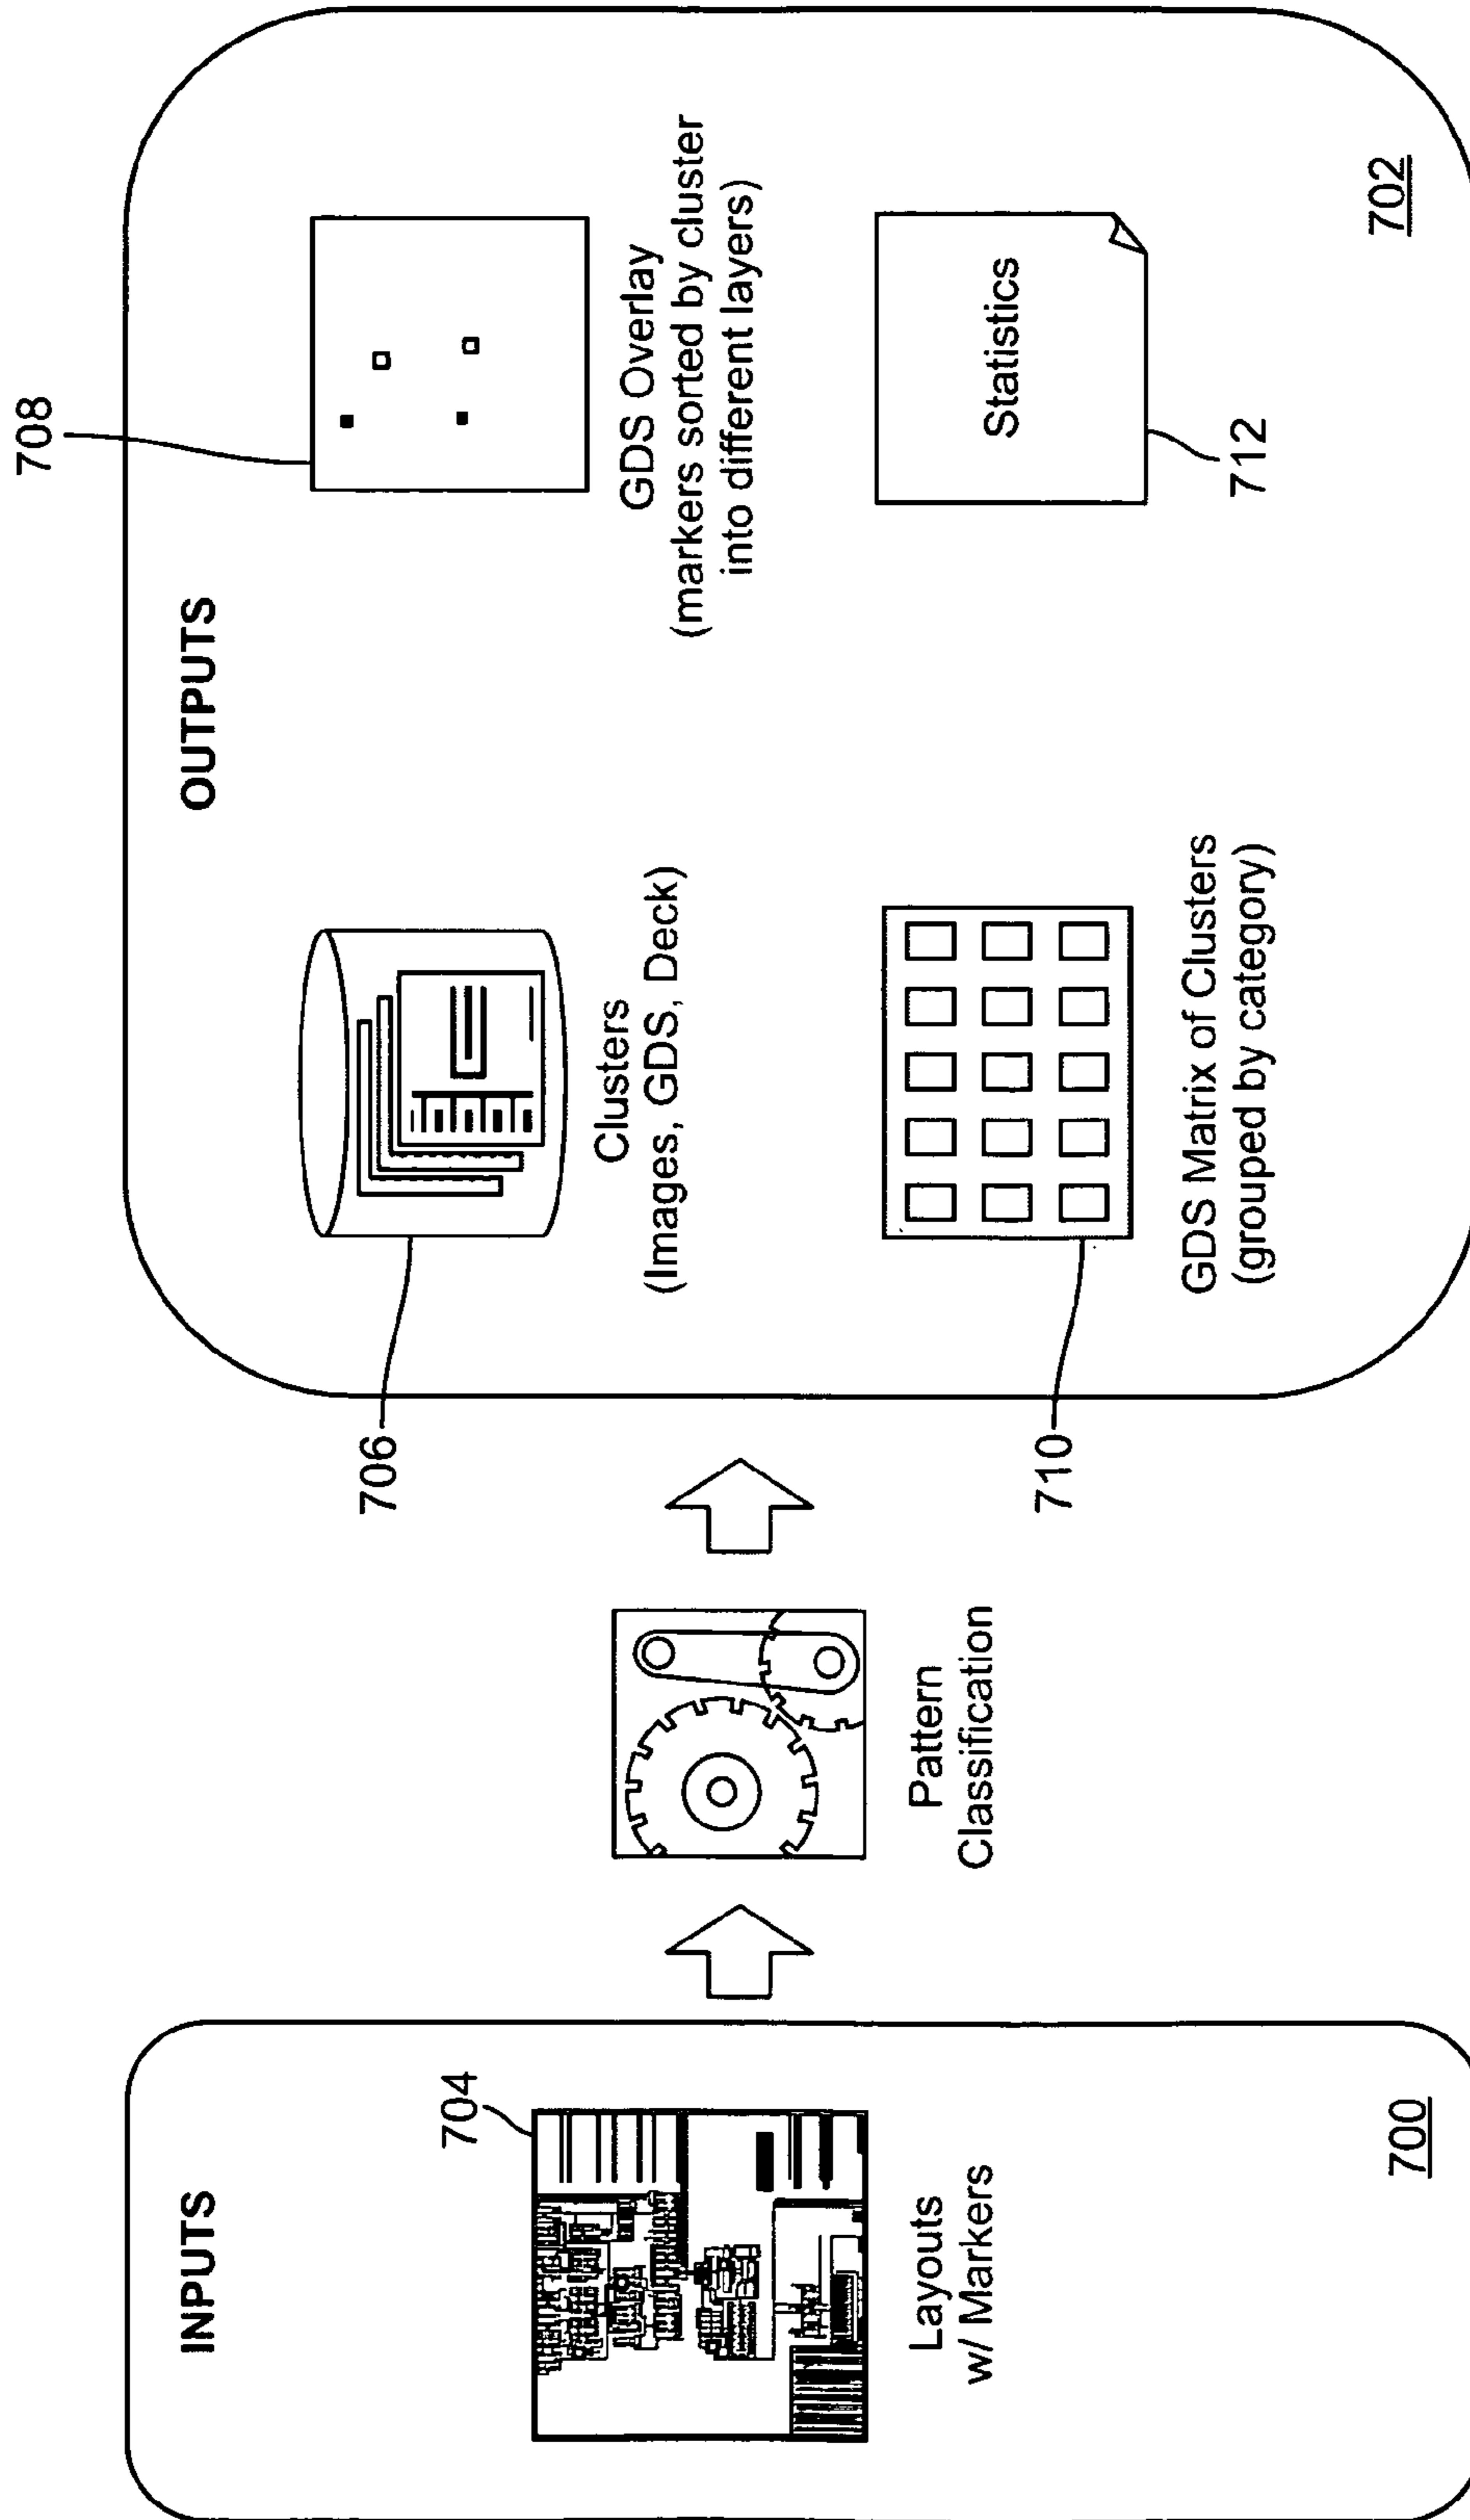 INPUTS
704
Layouts
w/ Markers
700
Pattern
Classification
OUTPUTS
706
Clusters
(Images, GDS, Deck)
708
GDS Overlay
(markers sorted by cluster
into different layers)
710
GDS Matrix of Clusters
(grouped by category)
Statistics
712
702